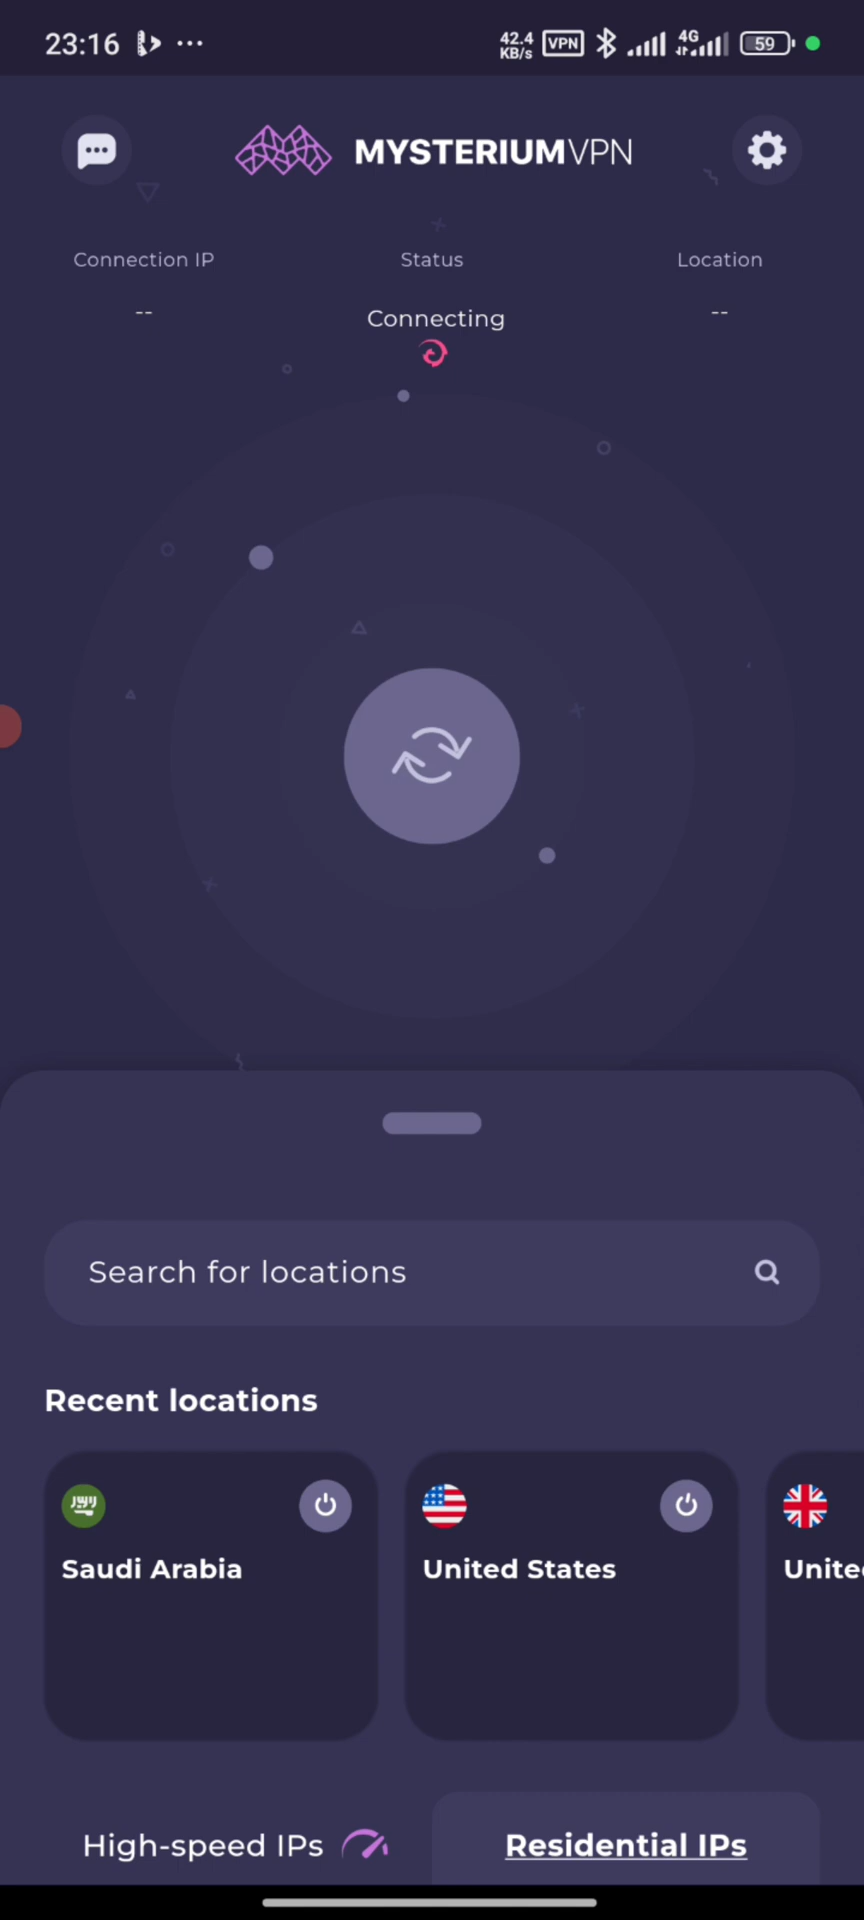 23:16
42.4 KB/s VPN 4G 59
MYSTERIUMVPN
Connection IP Status Location
-- Connecting --
Search for locations
Recent locations
Saudi Arabia United States Unite
High-speed IPs Residential IPs